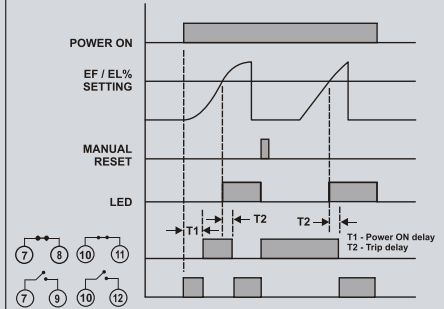 POWER ON
EF / EL%
SETTING
MANUAL
RESET
LED
T1
T2
T2
T1 - Power ON delay
T2 - Trip delay
7 8 10 11
7 9 10 12